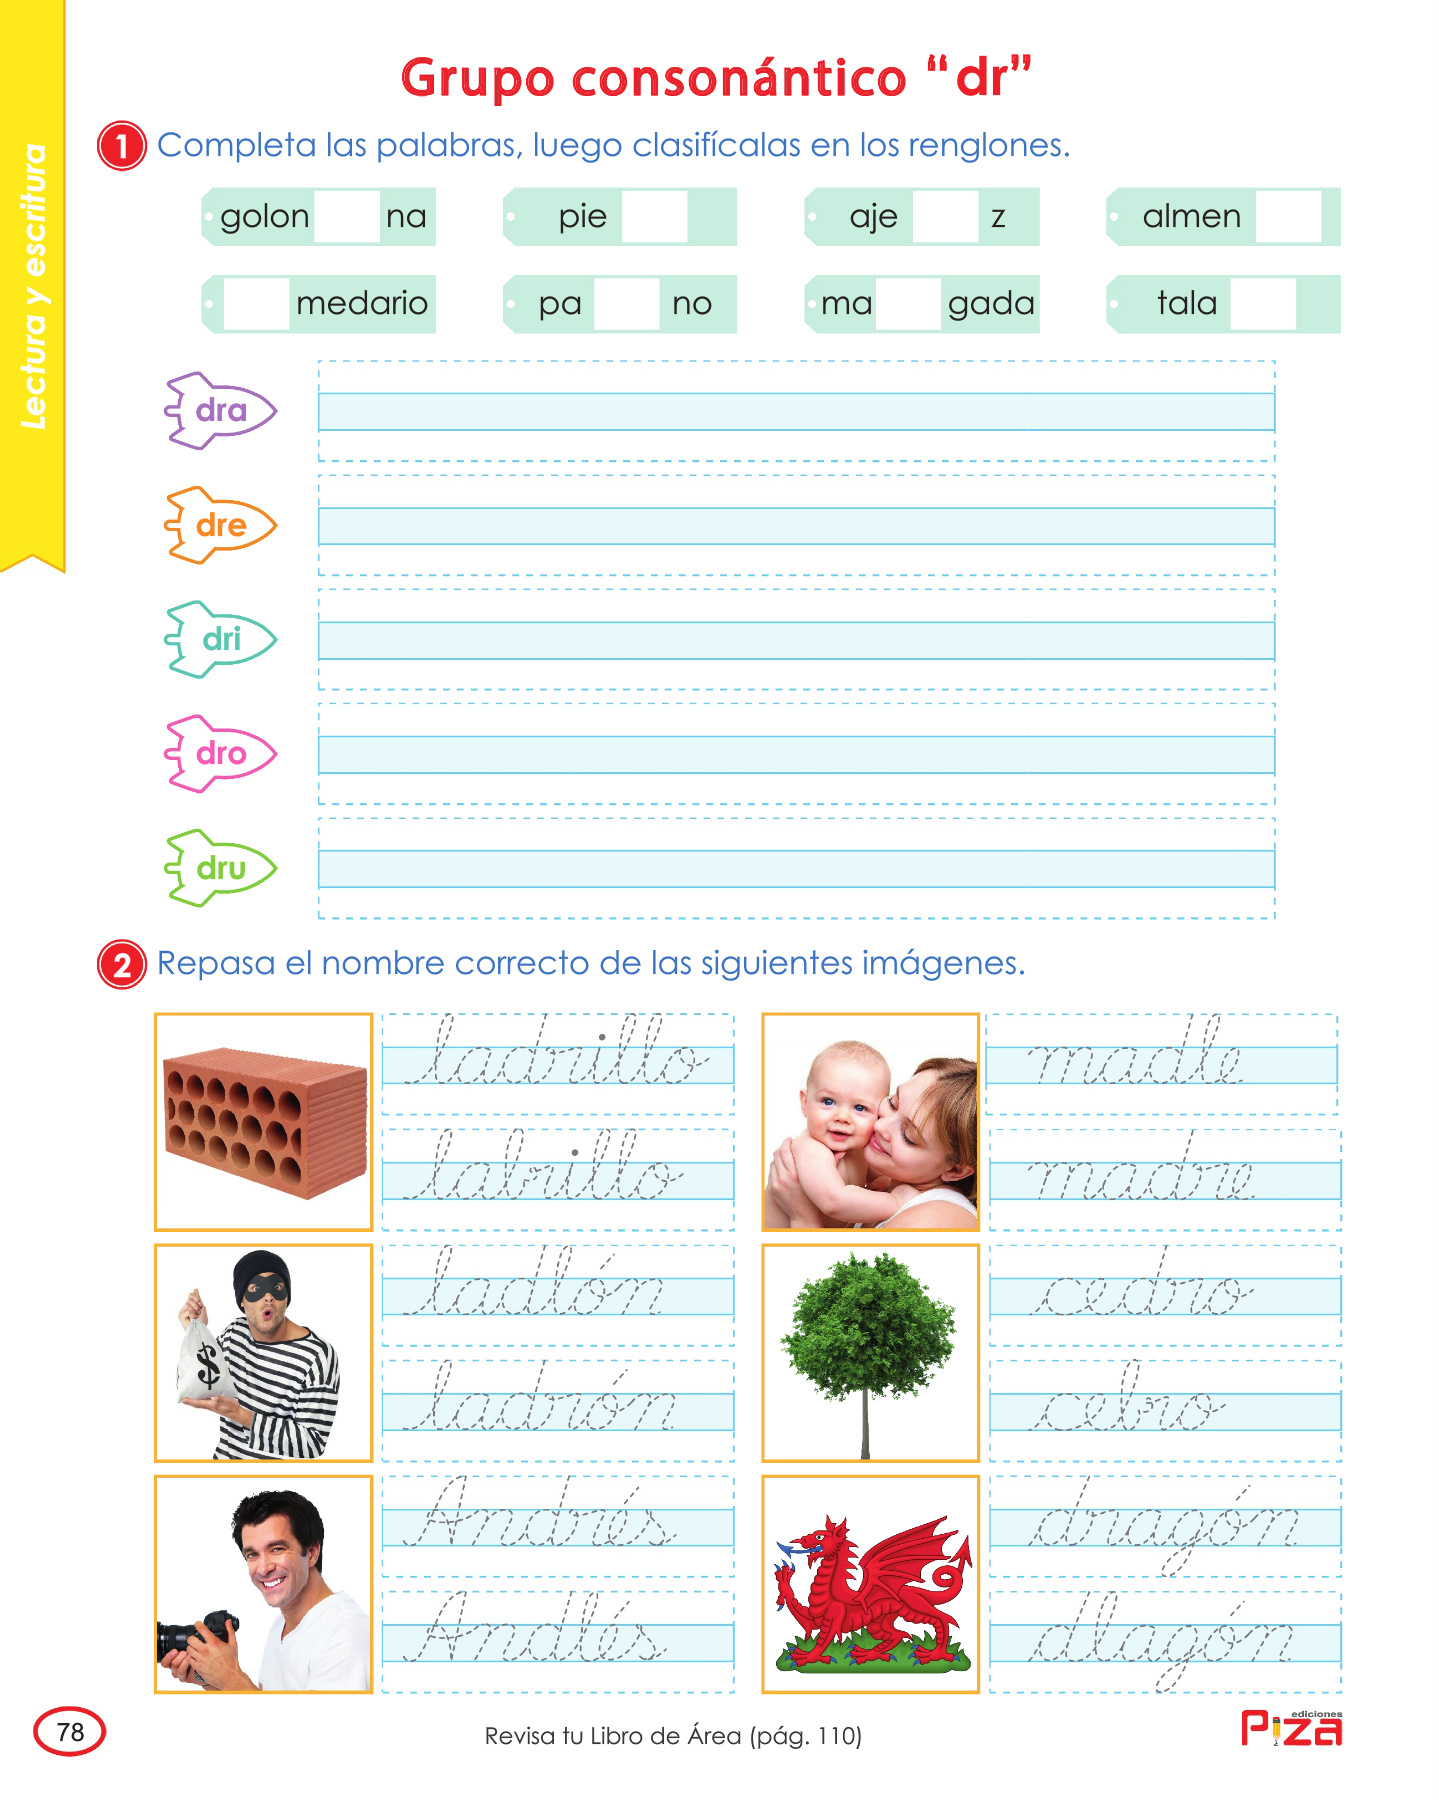 Lectura y escritura
Grupo consonántico “dr”
1 Completa las palabras, luego clasifícalas en los renglones.
golon na pie aje z almen
medario pa no ma gada tala
dra
dre
dri
dro
dru
2 Repasa el nombre correcto de las siguientes imágenes.
ladrillo madle
labrillo madre
ladlón cedro
$
ladrión cebro
Andrés dragón
Andlés dlagón
78 Revisa tu Libro de Área (pág. 110) ediciones Piza